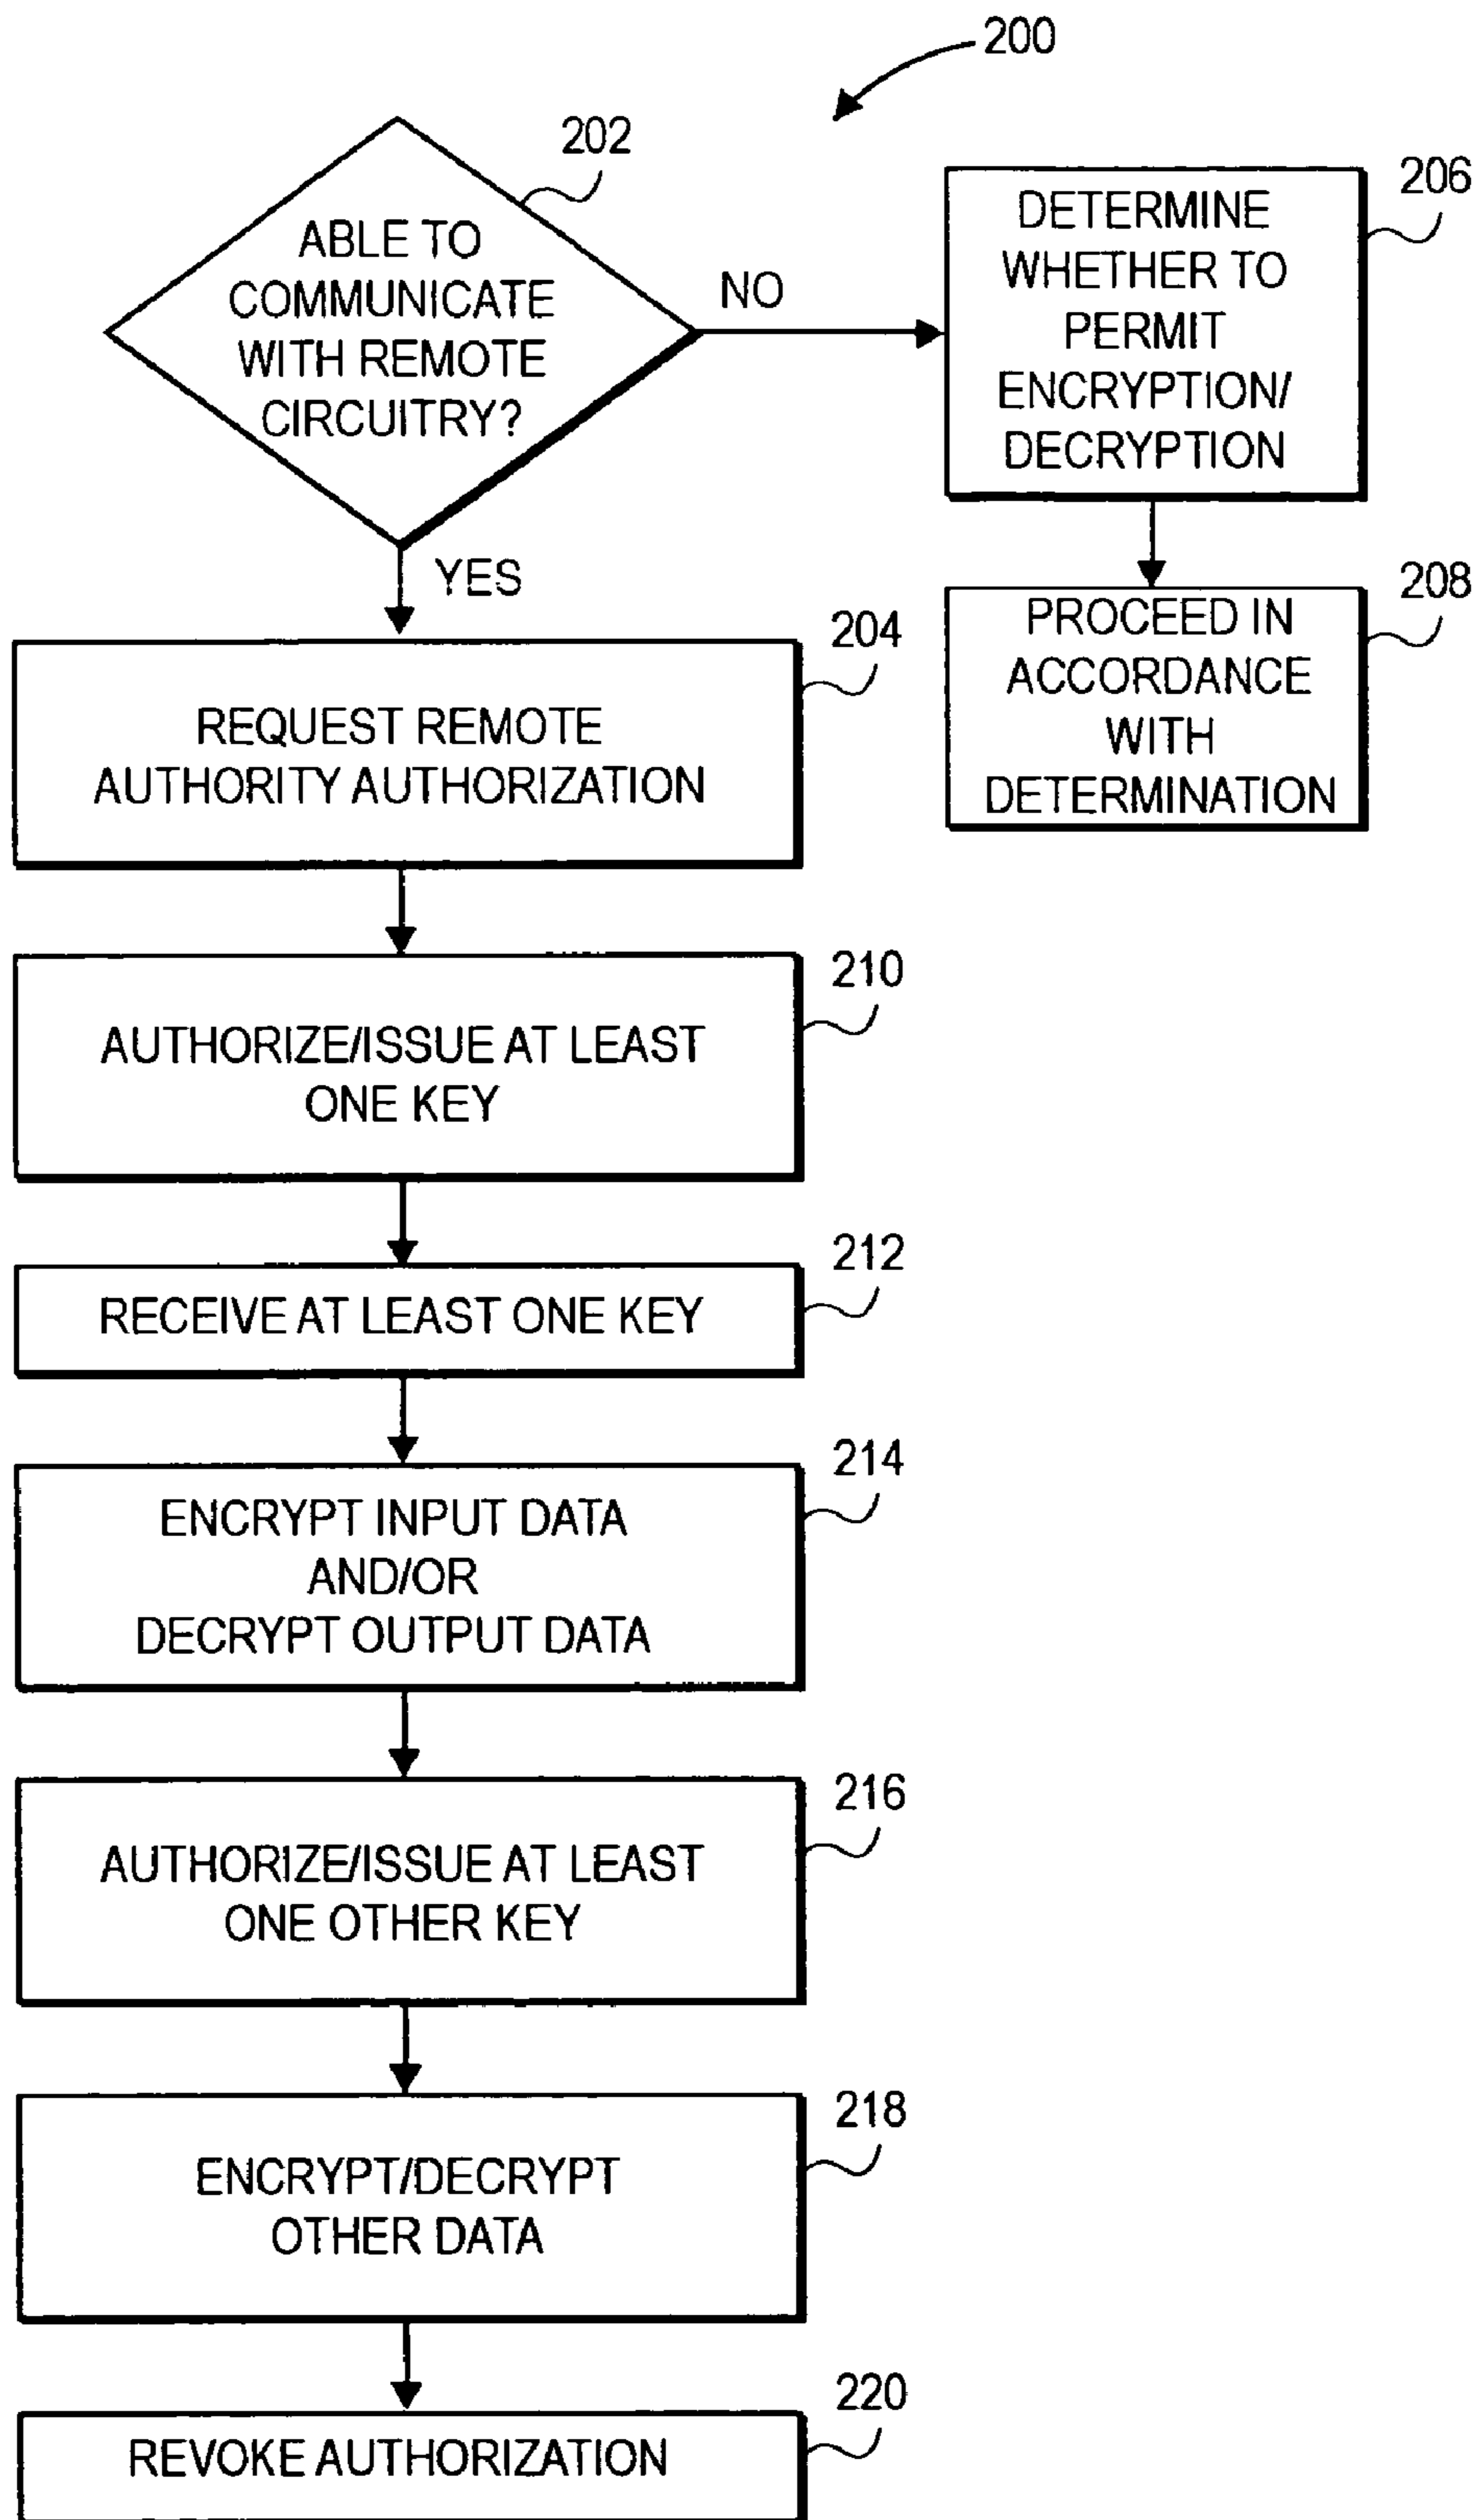 200
202
ABLE TO
COMMUNICATE
WITH REMOTE
CIRCUITRY?
NO
YES
206
DETERMINE
WHETHER TO
PERMIT
ENCRYPTION/
DECRYPTION
208
PROCEED IN
ACCORDANCE
WITH
DETERMINATION
204
REQUEST REMOTE
AUTHORITY AUTHORIZATION
210
AUTHORIZE/ISSUE AT LEAST
ONE KEY
212
RECEIVE AT LEAST ONE KEY
214
ENCRYPT INPUT DATA
AND/OR
DECRYPT OUTPUT DATA
216
AUTHORIZE/ISSUE AT LEAST
ONE OTHER KEY
218
ENCRYPT/DECRYPT
OTHER DATA
220
REVOKE AUTHORIZATION